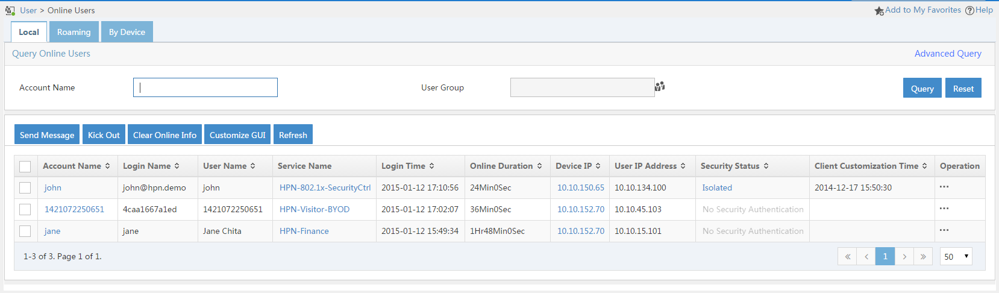 User > Online Users Add to My Favorites Help
Local Roaming By Device
Query Online Users Advanced Query
Account Name User Group Query Reset
Send Message Kick Out Clear Online Info Customize GUI Refresh
Account Name Login Name User Name Service Name Login Time Online Duration Device IP User IP Address Security Status Client Customization Time Operation
john john@hpn.demo john HPN-802.1x-SecurityCtrl 2015-01-12 17:10:56 24Min0Sec 10.10.150.65 10.10.134.100 Isolated 2014-12-17 15:50:30 ···
1421072250651 4caa1667a1ed 1421072250651 HPN-Visitor-BYOD 2015-01-12 17:02:07 36Min0Sec 10.10.152.70 10.10.45.103 No Security Authentication ···
jane jane Jane Chita HPN-Finance 2015-01-12 15:49:34 1Hr48Min0Sec 10.10.152.70 10.10.15.101 No Security Authentication ···
1-3 of 3. Page 1 of 1. « ‹ 1 › » 50